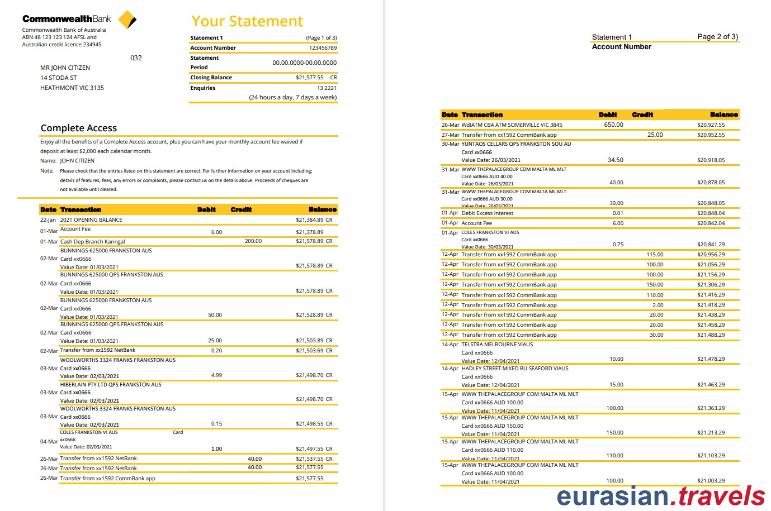 CommonwealthBank
Commonwealth Bank of Australia
ABN 48 123 123 124 AFSL and
Australian credit licence 234945
032
MR JOHN CITIZEN
14 STODA ST
HEATHMONT VIC 3135
Your Statement
Statement 1 (Page 1 of 3)
Account Number 123456789
Statement
Period 00.00.0000-00.00.0000
Closing Balance $21,577.55 CR
Enquiries 13 2221
(24 hours a day, 7 days a week)
Complete Access
Enjoy all the benefits of a Complete Access account, plus you can have your monthly account fee waived if
deposit at least $2,000 each calendar month.
Name: JOHN CITIZEN
Note: Please check that the entries listed on this statement are correct. For further information on your account including;
details of features, fees, any errors or complaints, please contact us on the details above. Proceeds of cheques are
not available until cleared.
Date Transaction Debit Credit Balance
22-Jan 2021 OPENING BALANCE $21,384.89 CR
01-Mar Account Fee 6.00 $21,378.89
01-Mar Cash Dep Branch Karingal 200.00 $21,578.89 CR
BUNNINGS 625000 FRANKSTON AUS
02-Mar Card xx0666
Value Date: 01/03/2021 $21,578.89 CR
BUNNINGS 625000 QPS FRANKSTON AUS
02-Mar Card xx0666
Value Date: 01/03/2021 $21,578.89
BUNNINGS 625000 FRANKSTON AUS
02-Mar Card xx0666
Value Date: 01/03/2021 50.00 $21,528.89 CR
BUNNINGS 625000 QPS FRANKSTON AUS
02-Mar Card xx0666
Value Date: 01/03/2021 25.00 $21,503.89 CR
02-Mar Transfer from xx1592 NetBank 0.20 $21,503.69 CR
WOOLWORTHS 3324 FRANKS FRANKSTON AUS
03-Mar Card xx0666
Value Date: 02/03/2021 4.99 $21,498.70 CR
HIBERLAIN PTY LTD QPS FRANKSTON AUS
03-Mar Card xx0666
Value Date: 02/03/2021 $21,498.70 CR
WOOLWORTHS 3324 FRANKS FRANKSTON AUS
03-Mar Card xx0666
Value Date: 02/03/2021 0.15 $21,498.55 CR
COLES FRANKSTON VI AUS Card
04-Mar xx0666
Value Date: 02/03/2021 1.00 $21,497.55 CR
26-Mar Transfer from xx1592 NetBank 40.00 $21,537.55 CR
26-Mar Transfer from xx1592 NetBank 40.00 $21,577.55
26-Mar Transfer from xx1592 CommBank app $21,577.55
Statement 1 Page 2 of 3)
Account Number
Date Transaction Debit Credit Balance
26-Mar WdlATM CBA ATM SOMERVILLE VIC 3845 650.00 $20.927.55
27-Mar Transfer from xx1592 CommBank app 25.00 $20.952.55
30-Mar YUNTAOS CELLARS QPS FRANKSTON SOU AU
Card xx0666
Value Date: 26/03/2021 34.50 $20.918.05
31-Mar WWW THEPALACEGROUP COM MALTA ML MLT
Card xx0666 AUD 40.00
Value Date: 26/03/2021 40.00 $20,878.05
31-Mar WWW THEPALACEGROUP COM MALTA ML MLT
Card xx0666 AUD 30.00
Value Date: 26/03/2021 30.00 $20.848.05
01-Apr Debit Excess Interest 0.01 $20.848.04
01-Apr Account Fee 6.00 $20.842.04
01-Apr COLES FRANKSTON VI AUS
Card xx0666
Value Date: 30/03/2021 0.75 $20,841.29
12-Apr Transfer from xx1592 CommBank app 115.00 $20.956.29
12-Apr Transfer from xx1592 CommBank app 100.00 $21,056.29
12-Apr Transfer from xx1592 CommBank app 100.00 $21,156.29
12-Apr Transfer from xx1592 CommBank app 150.00 $21,306.29
12-Apr Transfer from xx1592 CommBank app 110.00 $21,416.29
12-Apr Transfer from xx1592 CommBank app 2.00 $21,418.29
12-Apr Transfer from xx1592 CommBank app 20.00 $21,438.29
12-Apr Transfer from xx1592 CommBank app 20.00 $21,458.29
12-Apr Transfer from xx1592 CommBank app 30.00 $21,488.29
14-Apr TELSTRA MELBOURNE VIAUS
Card xx0666
Value Date: 12/04/2021 10.00 $21,478.29
14-Apr HADLEY STREET MIXED BU SEAFORD VIAUS
Card xx0666
Value Date: 12/04/2021 15.00 $21,463.29
15-Apr WWW THEPALACEGROUP COM MALTA ML MLT
Card xx0666 AUD 100.00
Value Date: 11/04/2021 100.00 $21.363.29
15-Apr WWW THEPALACEGROUP COM MALTA ML MLT
Card xx0666 AUD 150.00
Value Date: 11/04/2021 150.00 $21.213.29
15-Apr WWW THEPALACEGROUP COM MALTA ML MLT
Card xx0666 AUD 110.00
Value Date: 11/04/2021 110.00 $21,103.29
15-Apr WWW THEPALACEGROUP COM MALTA ML MLT
Card xx0666 AUD 100.00
Value Date: 11/04/2021 100.00 $21,003.29
eurasian.travels